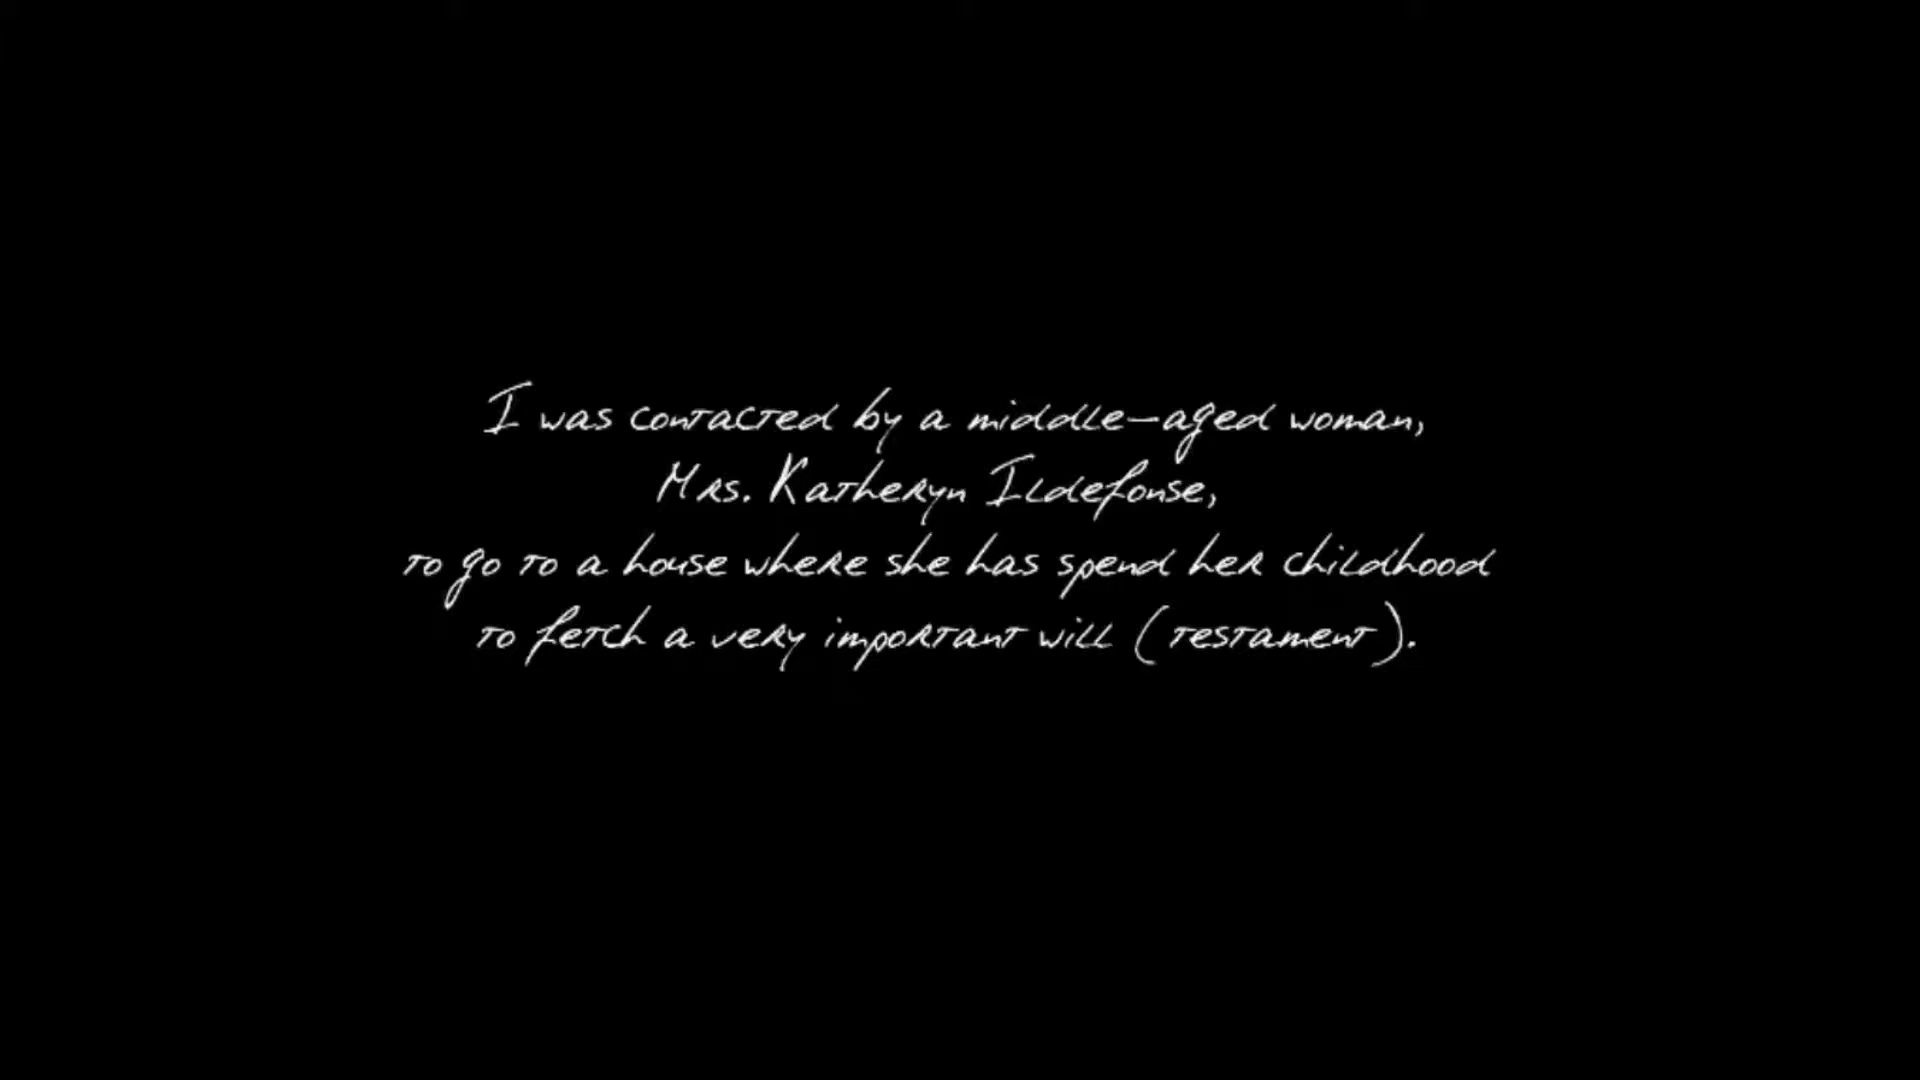 I was contacted by a middle-aged woman,
Mrs. Katheryn Ildefonse,
to go to a house where she has spend her childhood
to fetch a very important will (testament).